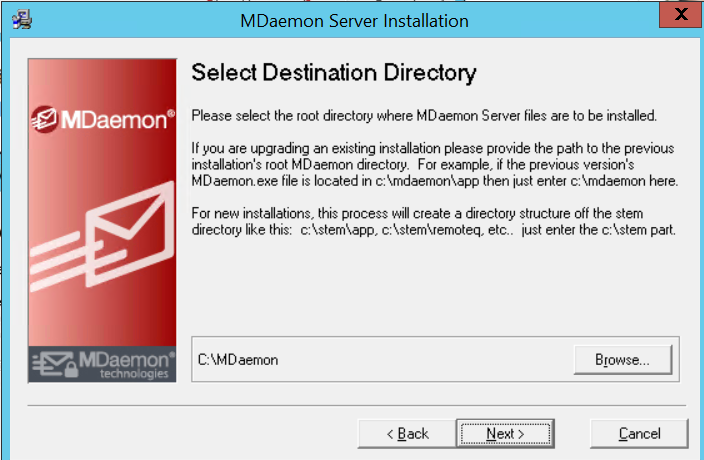 MDaemon Server Installation
X
Select Destination Directory
MDaemon®
Please select the root directory where MDaemon Server files are to be installed.
If you are upgrading an existing installation please provide the path to the previous
installation's root MDaemon directory.  For example, if the previous version's
MDaemon.exe file is located in c:\mdaemon\app then just enter c:\mdaemon here.
For new installations, this process will create a directory structure off the stem
directory like this:  c:\stem\app, c:\stem\remoteq, etc..  just enter the c:\stem part.
MDaemon®
technologies
C:\MDaemon
Browse...
< Back
Next >
Cancel